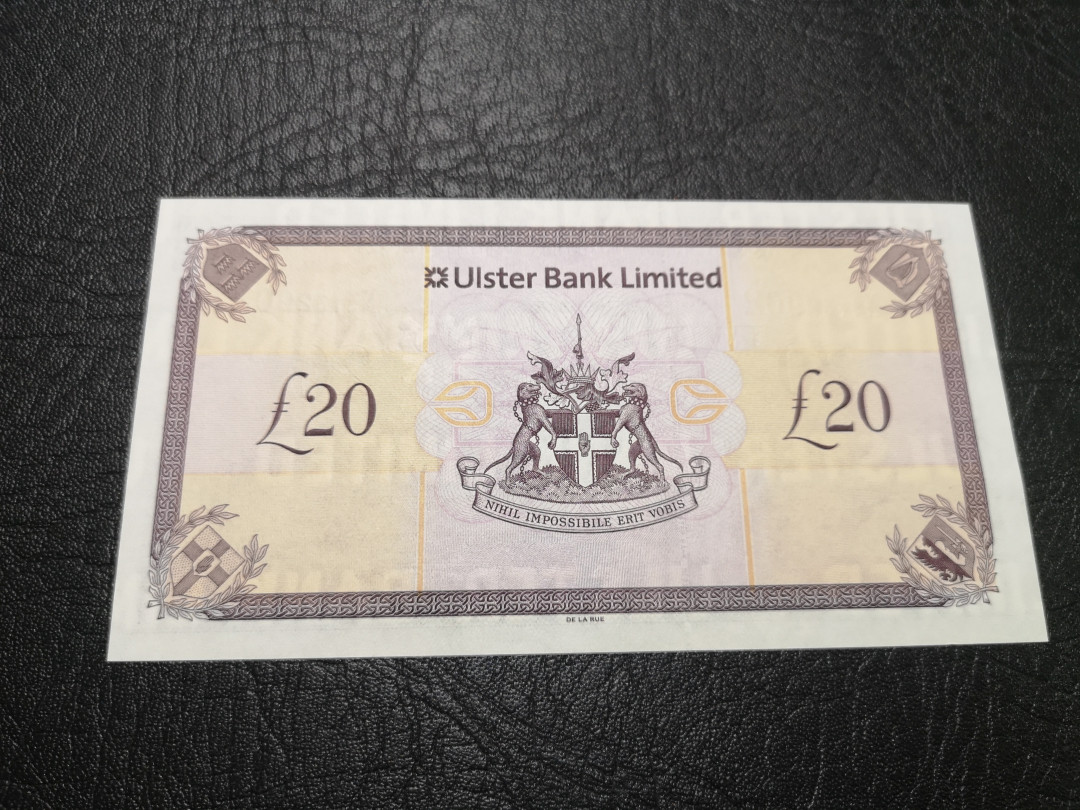 Ulster Bank Limited
£20
£20
NIHIL IMPOSSIBILE ERIT VOBIS
DE LA RUE